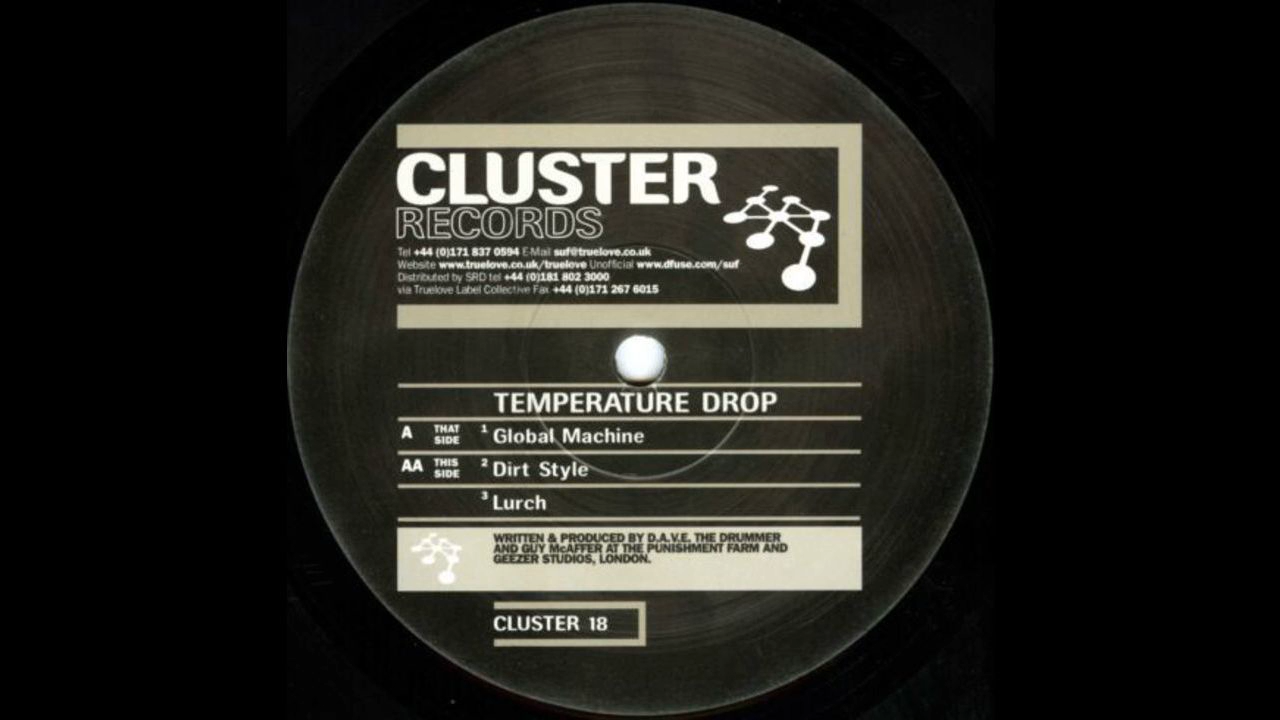 CLUSTER
RECORDS
Tel +44 (0)171 837 0594 E-Mail suf@truelove.co.uk
Website www.truelove.co.uk/truelove Unofficial www.dfuse.com/suf
Distributed by SRD tel +44 (0)181 802 3000
via Truelove Label Collective Fax +44 (0)171 267 6015
TEMPERATURE DROP
A THAT SIDE 1 Global Machine
AA THIS SIDE 2 Dirt Style
3 Lurch
WRITTEN & PRODUCED BY D.A.V.E. THE DRUMMER
AND GUY McAFFER AT THE PUNISHMENT FARM AND
GEEZER STUDIOS, LONDON.
CLUSTER 18